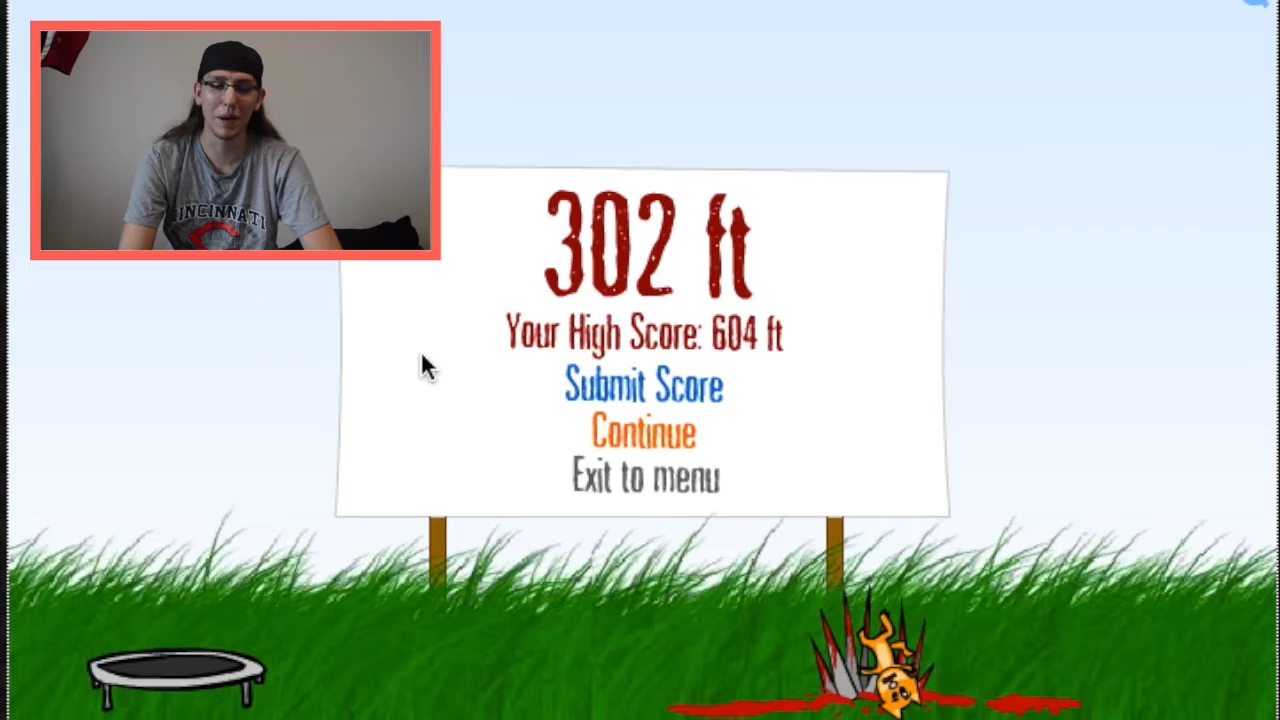 CINCINNATI
302 ft
Your High Score: 604 ft
Submit Score
Continue
Exit to menu